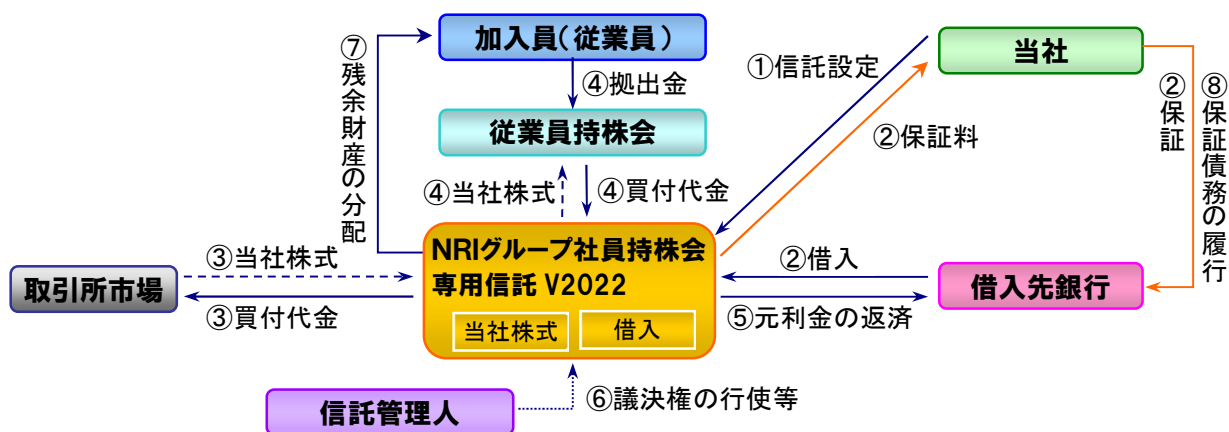 加入員(従業員)
当社
⑦残余財産の分配
①信託設定
④拠出金
②保証
⑧保証債務の履行
従業員持株会
②保証料
④当社株式
④買付代金
NRIグループ社員持株会
専用信託 V2022
③当社株式
②借入
取引所市場
借入先銀行
③買付代金
⑤元利金の返済
当社株式
借入
信託管理人
⑥議決権の行使等